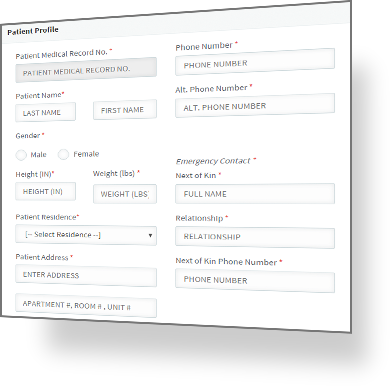 Patient Profile
Patient Medical Record No. *
PATIENT MEDICAL RECORD NO.
Patient Name*
LAST NAME
FIRST NAME
Gender *
Male
Female
Height (IN)*
Weight (lbs) *
HEIGHT (IN)
WEIGHT (LBS
Patient Residence*
[-- Select Residence --]
Patient Address *
ENTER ADDRESS
APARTMENT #, ROOM # , UNIT #
Phone Number *
PHONE NUMBER
Alt. Phone Number *
ALT. PHONE NUMBER
Emergency Contact *
Next of Kin *
FULL NAME
Relationship *
RELATIONSHIP
Next of Kin Phone Number *
PHONE NUMBER